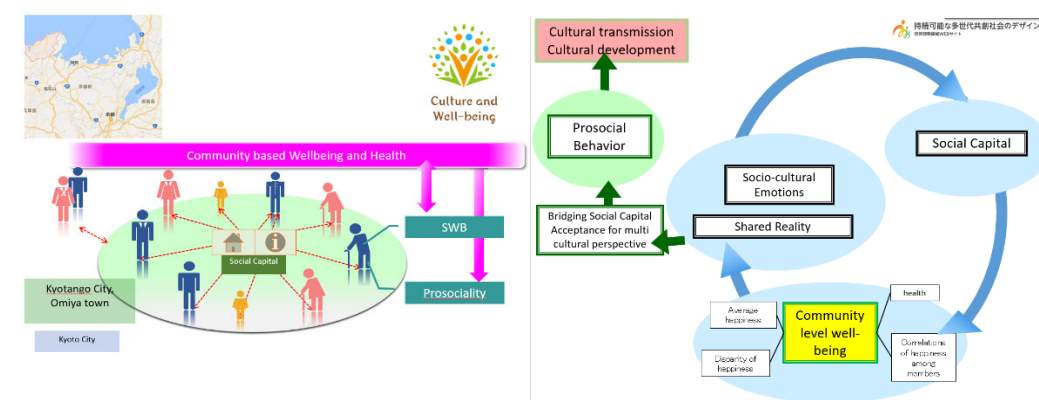 Culture and
Well-being
Community based Wellbeing and Health
Social Capital
SWB
Prosociality
Kyotango City,
Omiya town
Kyoto City
持続可能な多世代共創社会のデザイン
Cultural transmission
Cultural development
Prosocial
Behavior
Bridging Social Capital
Acceptance for multi
cultural perspective
Socio-cultural
Emotions
Shared Reality
Social Capital
Average
happiness
Disparity of
happiness
Community
level well-
being
health
Correlations
of happiness
among
members